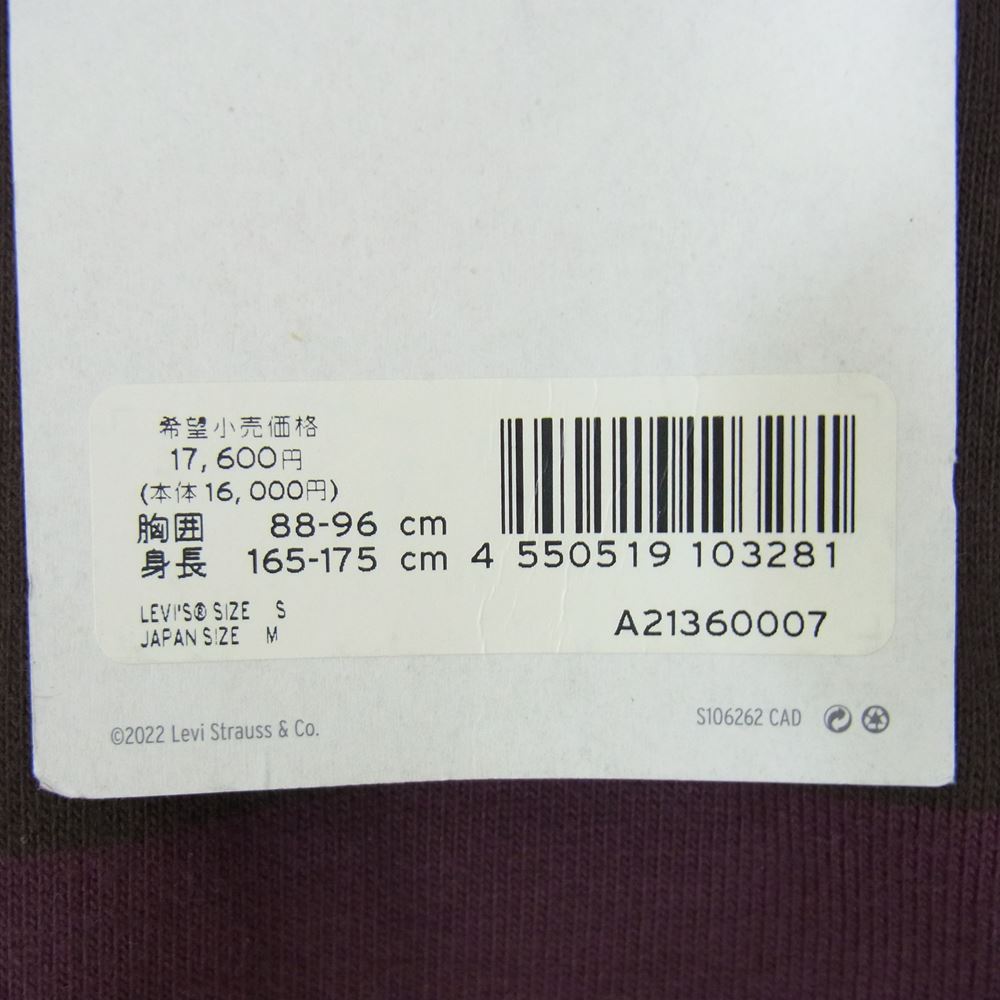 希望小売価格
17,600円
(本体16,000円)
胸囲 88-96 cm
身長 165-175 cm
4 550519 103281
LEVI'S® SIZE S
JAPAN SIZE M
A21360007
©2022 Levi Strauss & Co.
S106262 CAD